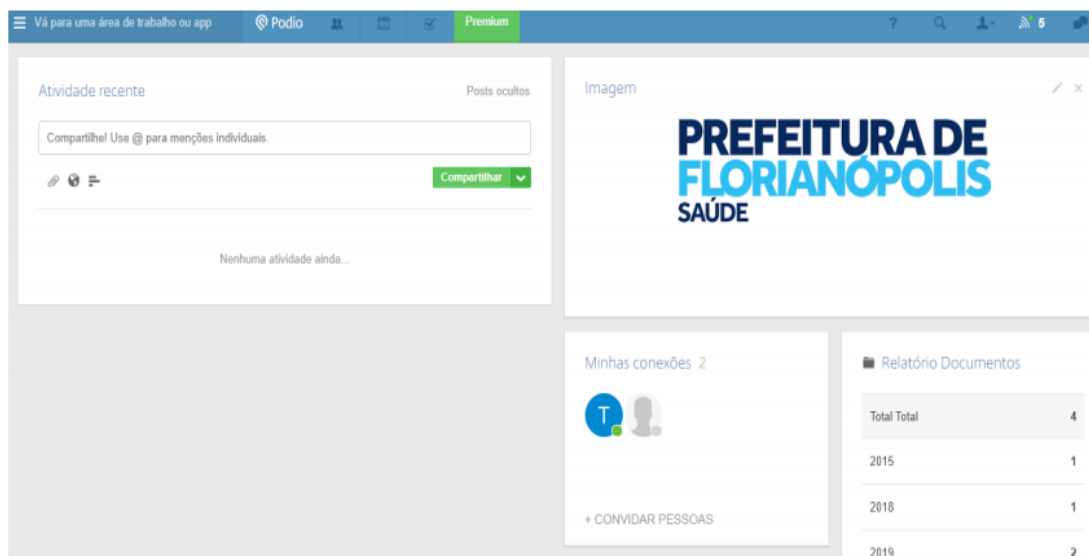 Vá para uma área de trabalho ou app
Podio
Premium
?
5
Atividade recente
Posts ocultos
Compartilhe! Use @ para menções individuais.
Compartilhar
Nenhuma atividade ainda...
Imagem
PREFEITURA DE
FLORIANÓPOLIS
SAÚDE
Minhas conexões 2
T
+ CONVIDAR PESSOAS
Relatório Documentos
Total Total 4
2015 1
2018 1
2019 2